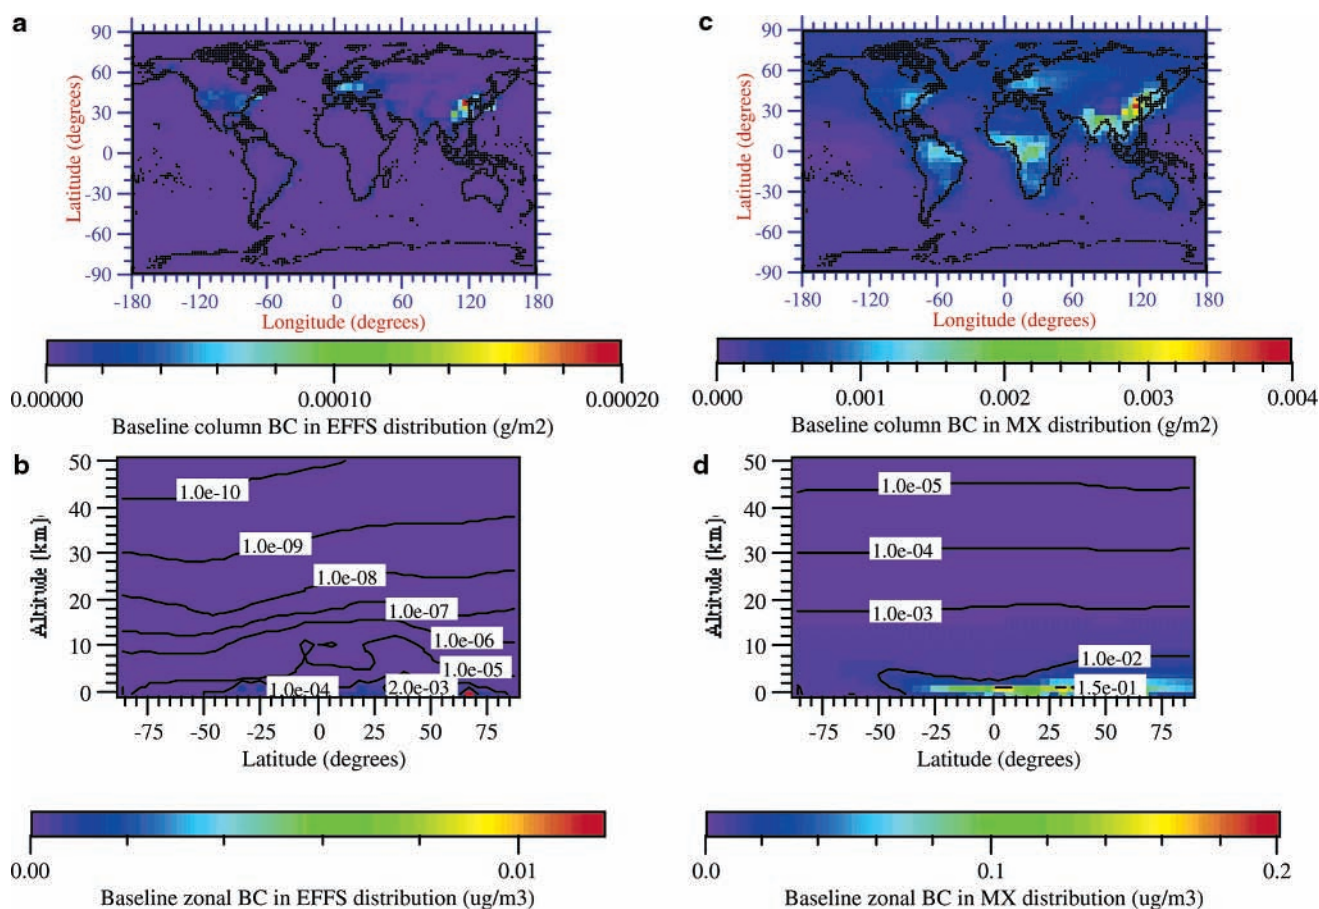 a
90
60
30
0
-30
-60
-90
Latitude (degrees)
-180 -120 -60 0 60 120 180
Longitude (degrees)
0.00000 0.00010 0.00020
Baseline column BC in EFFS distribution (g/m2)
c
90
60
30
0
-30
-60
-90
Latitude (degrees)
-180 -120 -60 0 60 120 180
Longitude (degrees)
0.000 0.001 0.002 0.003 0.004
Baseline column BC in MX distribution (g/m2)
b
50
40
30
20
10
0
Altitude (km)
1.0e-10
1.0e-09
1.0e-08
1.0e-07
1.0e-06
1.0e-05
1.0e-04 2.0e-03
-75 -50 -25 0 25 50 75
Latitude (degrees)
0.00 0.01
Baseline zonal BC in EFFS distribution (ug/m3)
d
50
40
30
20
10
0
Altitude (km)
1.0e-05
1.0e-04
1.0e-03
1.0e-02
1.5e-01
-75 -50 -25 0 25 50 75
Latitude (degrees)
0.0 0.1 0.2
Baseline zonal BC in MX distribution (ug/m3)